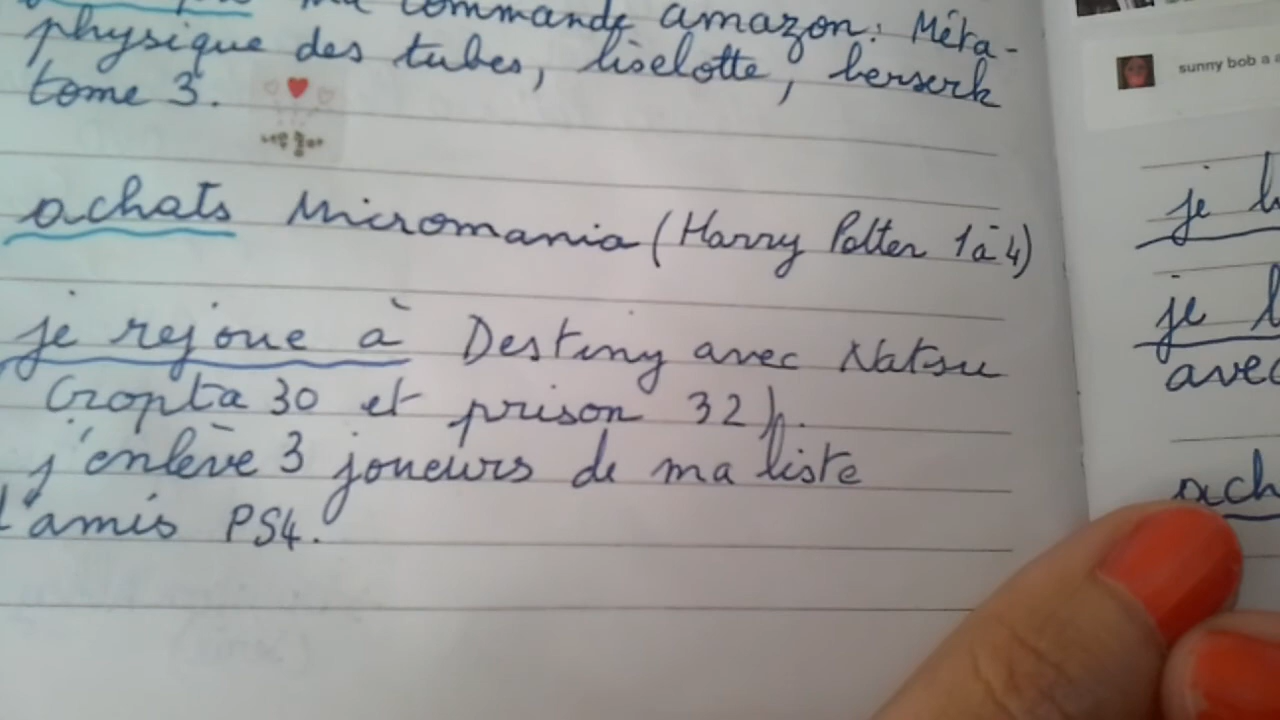 ma commande amazon: Méta-
physique des tubes, liselotte, berserk
tome 3.
achats Micromania (Harry Potter 1 à 4)
je rejoue à Destiny avec Natsu
(cropta 30 et prison 32).
j'enlève 3 joueurs de ma liste
d'amis PS4.
sunny bob a a
je
je l
avec
ach